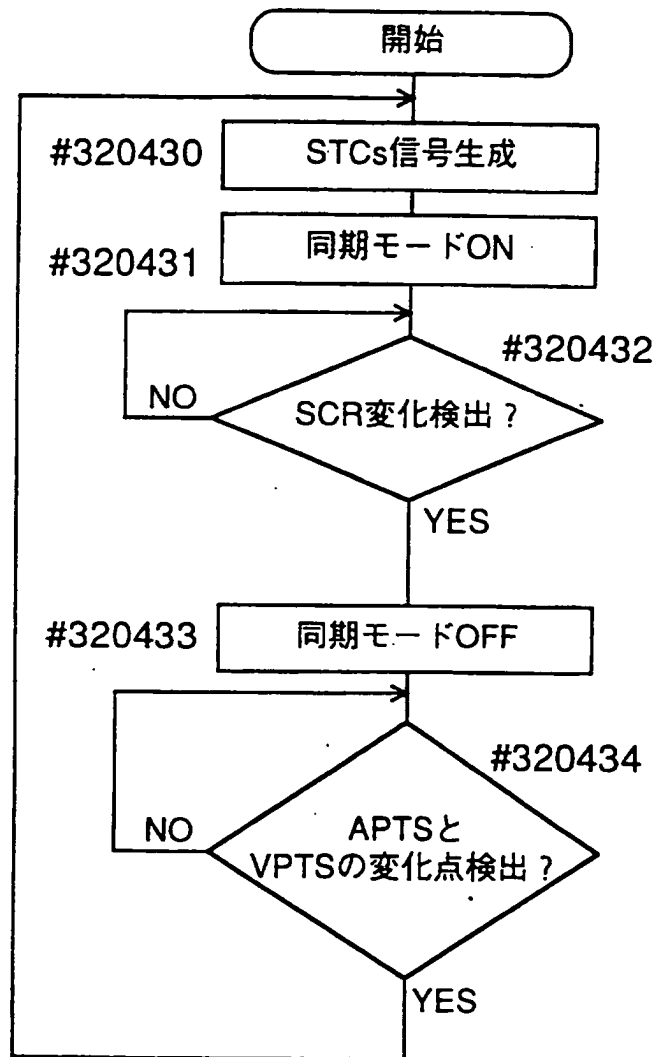 開始
#320430
STCs信号生成
#320431
同期モードON
#320432
NO
SCR変化検出?
YES
#320433
同期モードOFF
#320434
NO
APTSと
VPTSの変化点検出?
YES